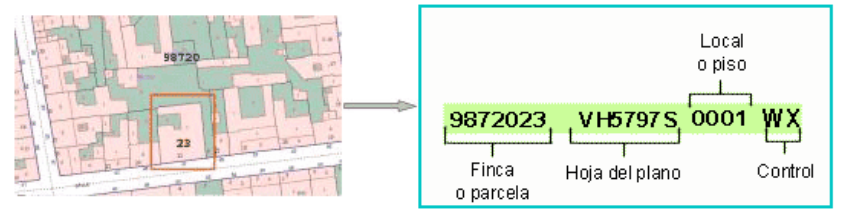 98720
23
Local
o piso
9872023 VH5797S 0001 WX
Finca
o parcela
Hoja del plano
Control